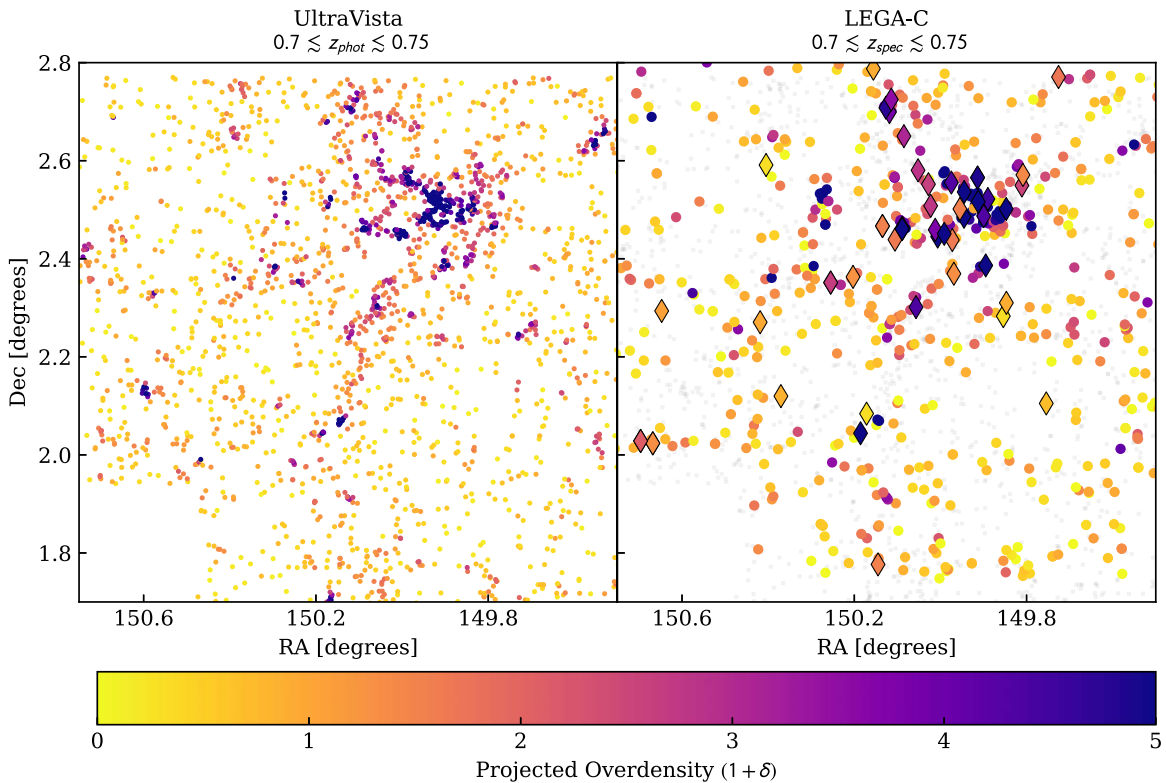 UltraVista
0.7 ≲ z_phot ≲ 0.75
LEGA-C
0.7 ≲ z_spec ≲ 0.75
2.8
2.6
2.4
2.2
2.0
1.8
Dec [degrees]
150.6 150.2 149.8
RA [degrees]
150.6 150.2 149.8
RA [degrees]
0 1 2 3 4 5
Projected Overdensity (1 + δ)